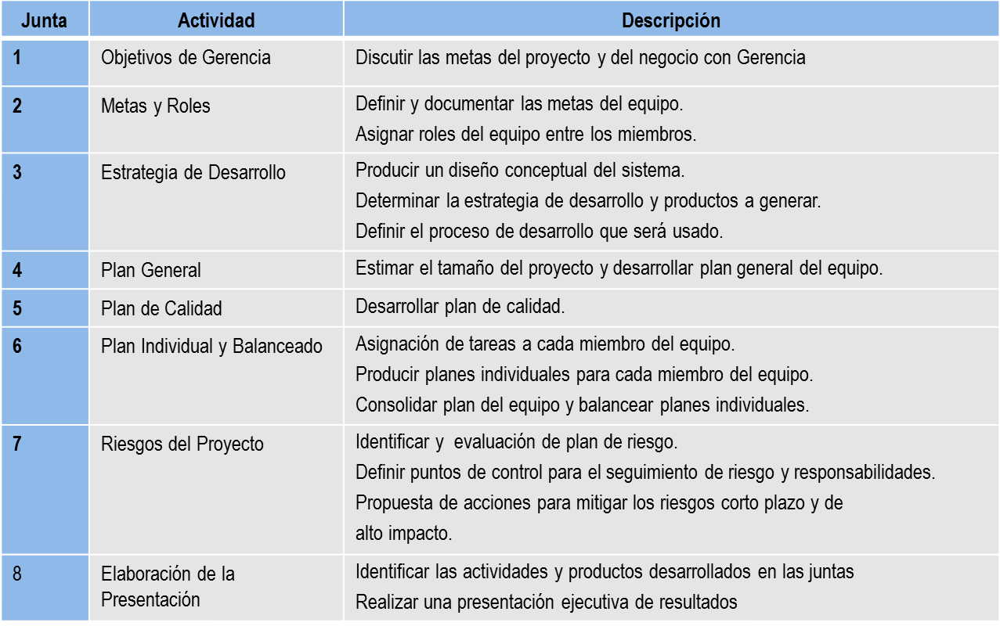 Junta Actividad Descripción
1 Objetivos de Gerencia Discutir las metas del proyecto y del negocio con Gerencia
2 Metas y Roles Definir y documentar las metas del equipo.
Asignar roles del equipo entre los miembros.
3 Estrategia de Desarrollo Producir un diseño conceptual del sistema.
Determinar la estrategia de desarrollo y productos a generar.
Definir el proceso de desarrollo que será usado.
4 Plan General Estimar el tamaño del proyecto y desarrollar plan general del equipo.
5 Plan de Calidad Desarrollar plan de calidad.
6 Plan Individual y Balanceado Asignación de tareas a cada miembro del equipo.
Producir planes individuales para cada miembro del equipo.
Consolidar plan del equipo y balancear planes individuales.
7 Riesgos del Proyecto Identificar y evaluación de plan de riesgo.
Definir puntos de control para el seguimiento de riesgo y responsabilidades.
Propuesta de acciones para mitigar los riesgos corto plazo y de
alto impacto.
8 Elaboración de la Identificar las actividades y productos desarrollados en las juntas
Presentación Realizar una presentación ejecutiva de resultados